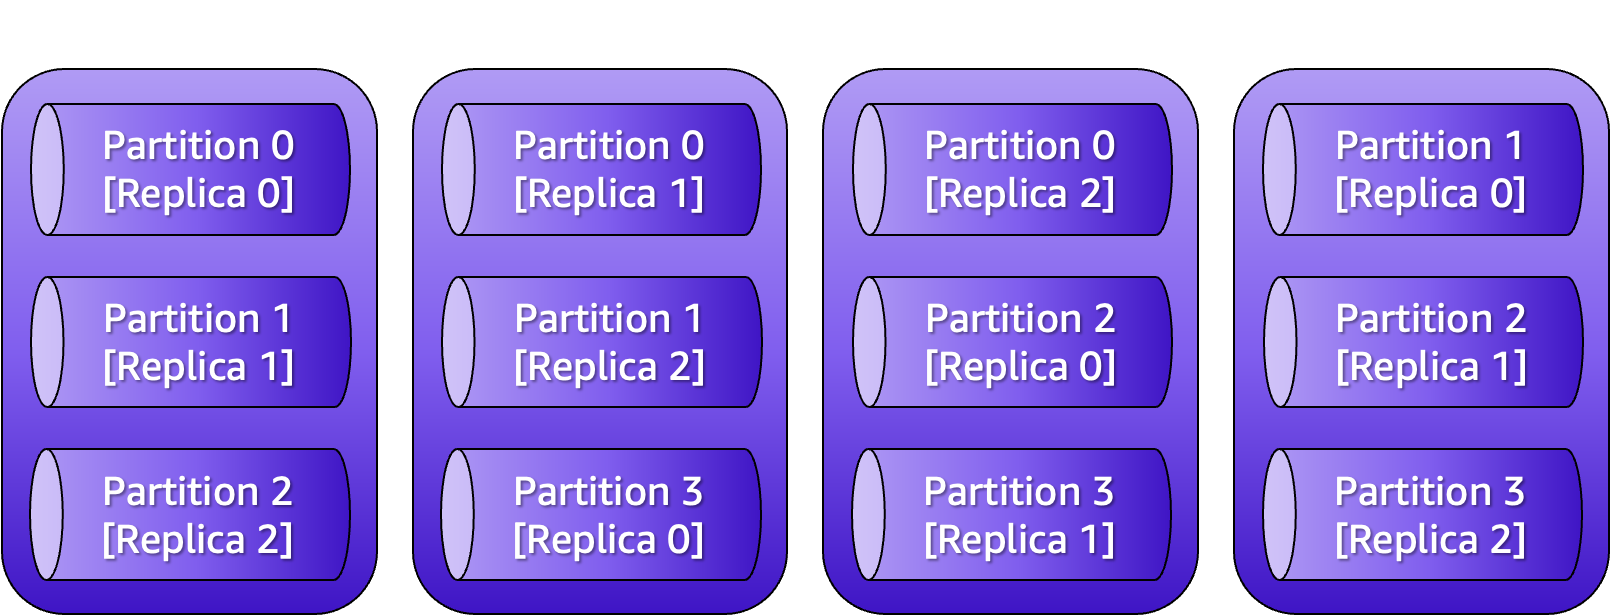 Partition 0
[Replica 0]
Partition 1
[Replica 1]
Partition 2
[Replica 2]
Partition 0
[Replica 1]
Partition 1
[Replica 2]
Partition 3
[Replica 0]
Partition 0
[Replica 2]
Partition 2
[Replica 0]
Partition 3
[Replica 1]
Partition 1
[Replica 0]
Partition 2
[Replica 1]
Partition 3
[Replica 2]